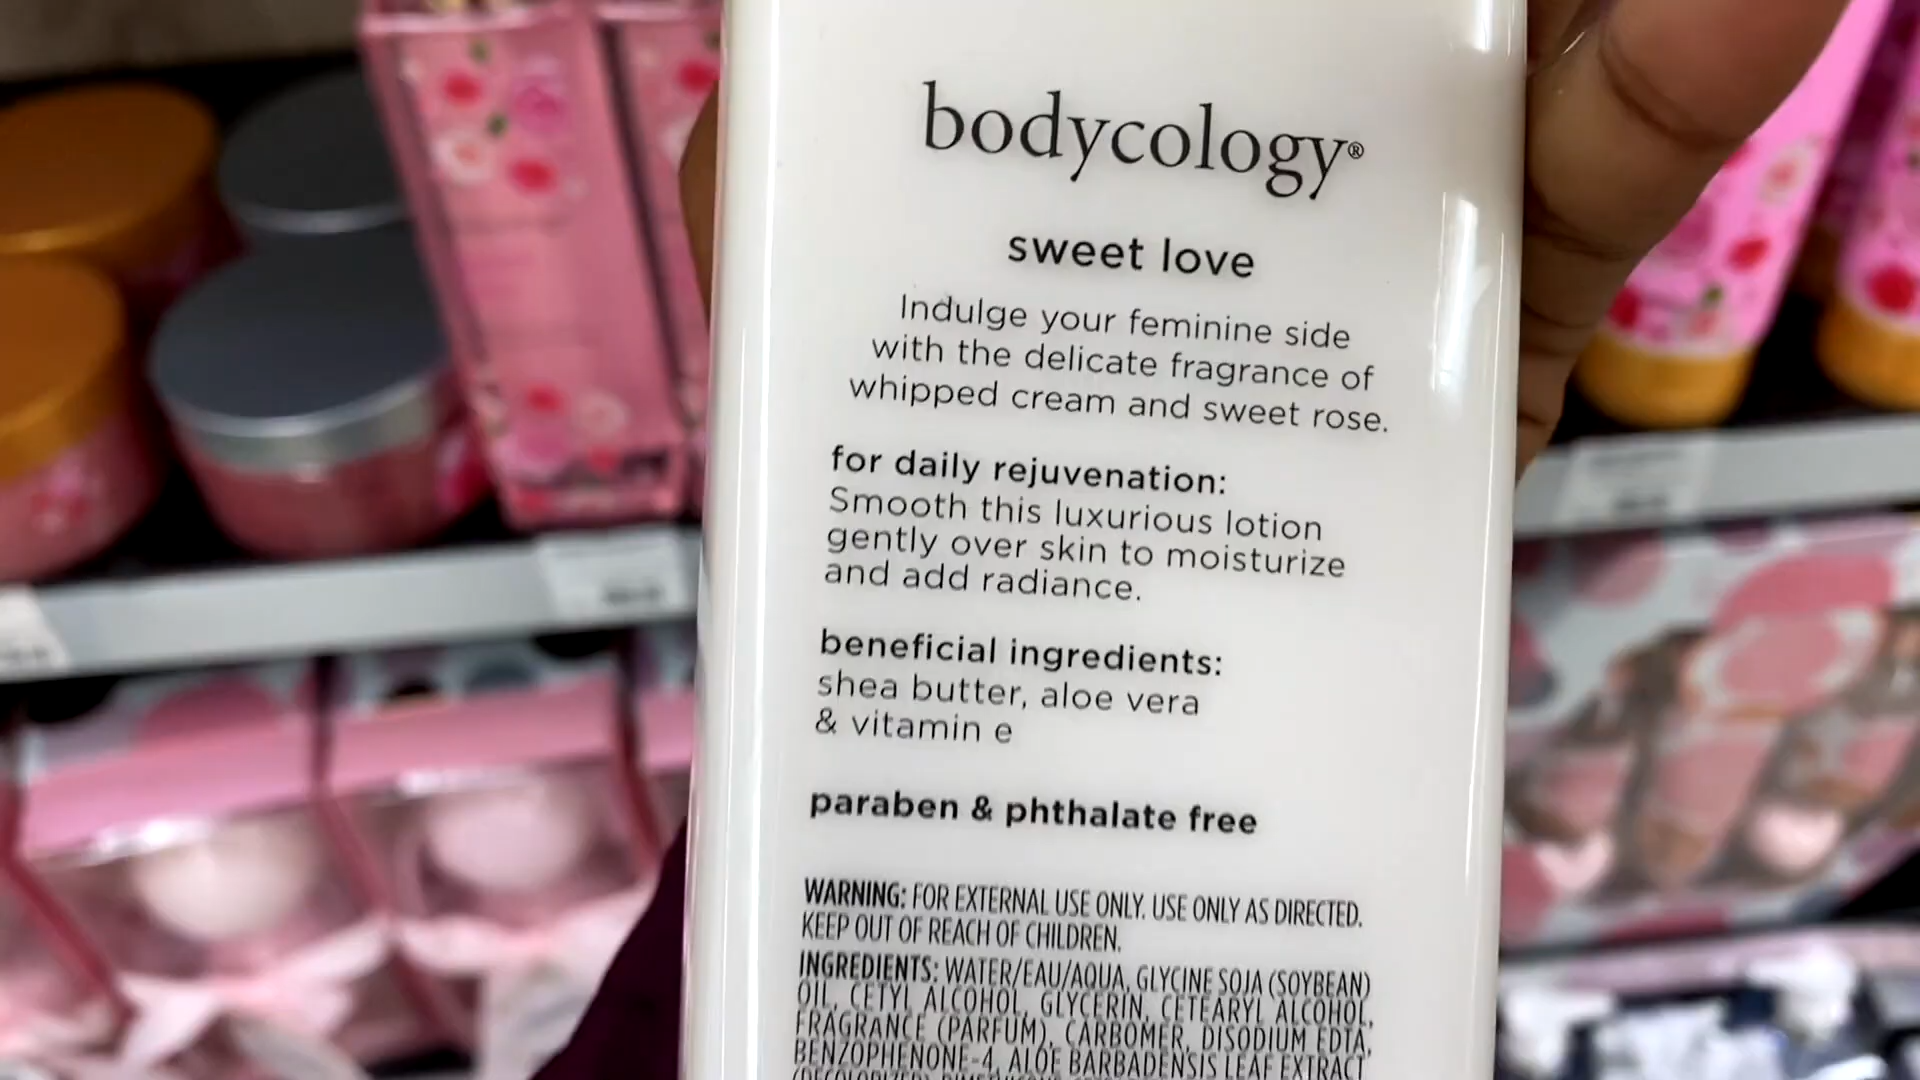 bodycology®
sweet love
Indulge your feminine side
with the delicate fragrance of
whipped cream and sweet rose.
for daily rejuvenation:
Smooth this luxurious lotion
gently over skin to moisturize
and add radiance.
beneficial ingredients:
shea butter, aloe vera
& vitamin e
paraben & phthalate free
WARNING: FOR EXTERNAL USE ONLY. USE ONLY AS DIRECTED.
KEEP OUT OF REACH OF CHILDREN.
INGREDIENTS: WATER/EAU/AQUA, GLYCINE SOJA (SOYBEAN)
OIL, CETYL ALCOHOL, GLYCERIN, CETEARYL ALCOHOL,
FRAGRANCE (PARFUM), CARBOMER, DISODIUM EDTA,
BENZOPHENONE-4, ALOE BARBADENSIS LEAF EXTRACT